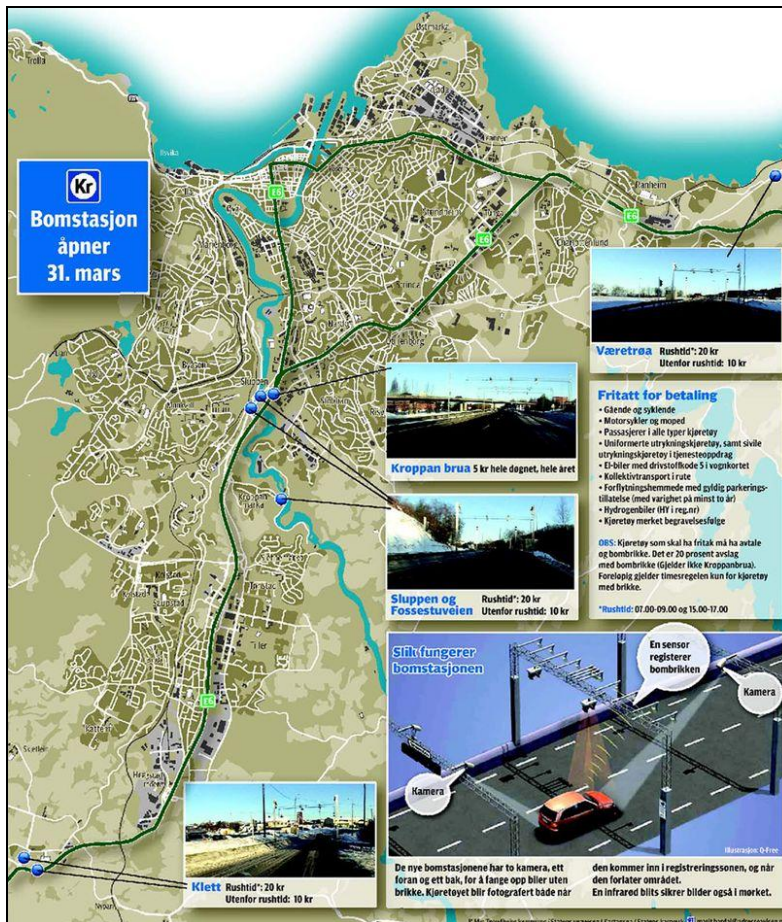 Østmarka
Trolla
Ilsvika
Ranheim
Charlottenlund
E6
E6
E6
Kr
Bomstasjon
åpner
31. mars
Sluppen
Væretrøa Rushtid*: 20 kr
Utenfor rushtid: 10 kr
Kroppan brua 5 kr hele døgnet, hele året
Fritatt for betaling
• Gående og syklende
• Motorsykler og moped
• Passasjerer i alle typer kjøretøy
• Uniformerte utrykningskjøretøy, samt sivile
utrykningskjøretøy i tjenesteoppdrag
• El-biler med drivstoffkode 5 i vognkortet
• Kollektivtransport i rute
• Forflytningshemmede med gyldig parkerings-
tillatelse (med varighet på minst to år)
• Hydrogenbiler (HY i reg.nr)
• Kjøretøy merket begravelsesfølge
OBS: Kjøretøy som skal ha fritak må ha avtale
og bombrikke. Det er 20 prosent avslag
med bombrikke (Gjelder ikke Kroppanbrua).
Foreløpig gjelder timesregelen kun for kjøretøy
med brikke.
*Rushtid: 07.00-09.00 og 15.00-17.00
Sluppen og
Fossestuveien
Rushtid*: 20 kr
Utenfor rushtid: 10 kr
Tiller
E6
Kattem
Slik fungerer
bomstasjonen
En sensor
registerer
bombrikken
Kamera
Kamera
Illustrasjon: Q-Free
De nye bomstasjonene har to kamera, ett
foran og ett bak, for å fange opp biler uten
brikke. Kjøretøyet blir fotografert både når
den kommer inn i registreringssonen, og når
den forlater området.
En infrarød blits sikrer bilder også i mørket.
Klett Rushtid*: 20 kr
Utenfor rushtid: 10 kr